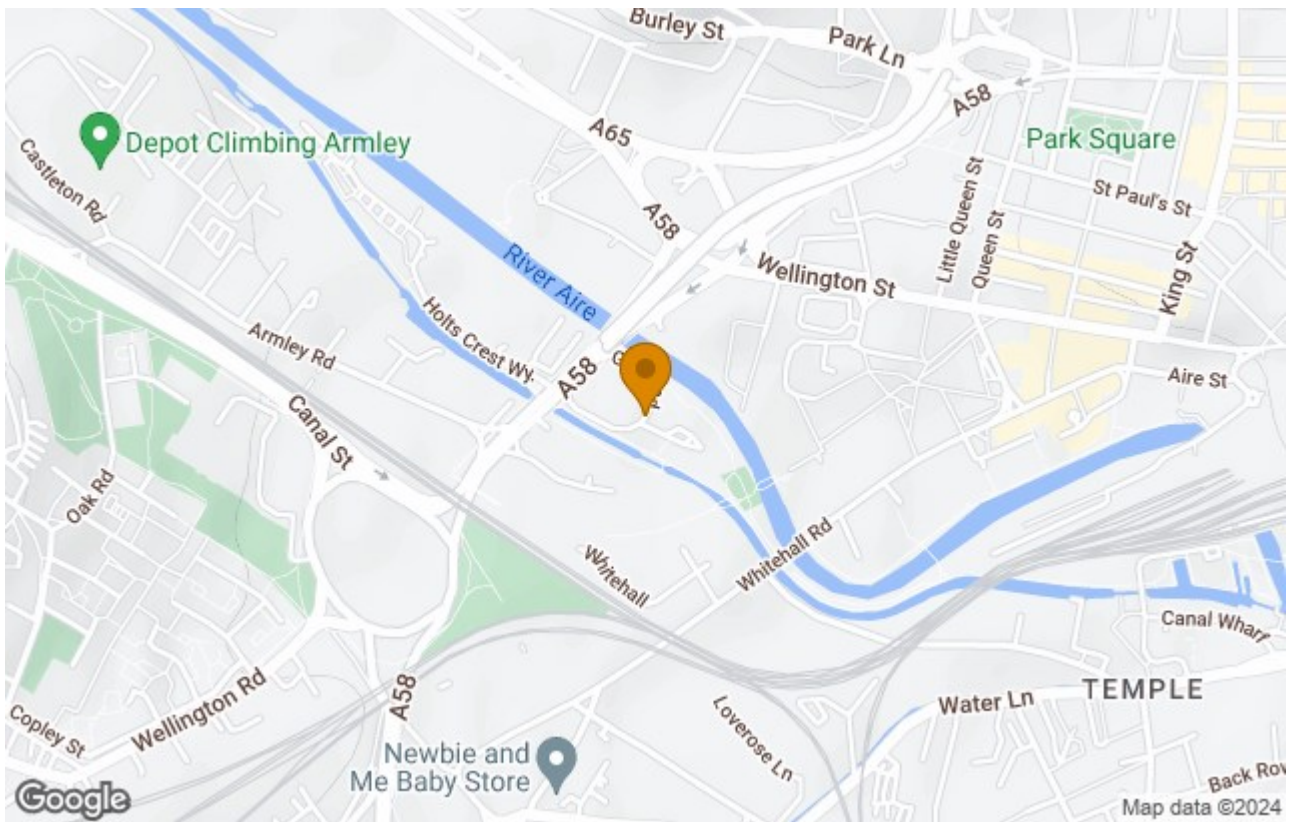 Burley St
Park Ln
A58
A65
Depot Climbing Armley
Park Square
Castleton Rd
St Paul's St
A58
Little Queen St
Queen St
King St
River Aire
Wellington St
Holts Crest Wy.
Armley Rd
A58
Aire St
Canal St
Oak Rd
Whitehall Rd
Whitehall
Canal Wharf
Wellington Rd
A58
TEMPLE
Water Ln
Copley St
Loverose Ln
Newbie and
Me Baby Store
Back Row
Google
Map data ©2024